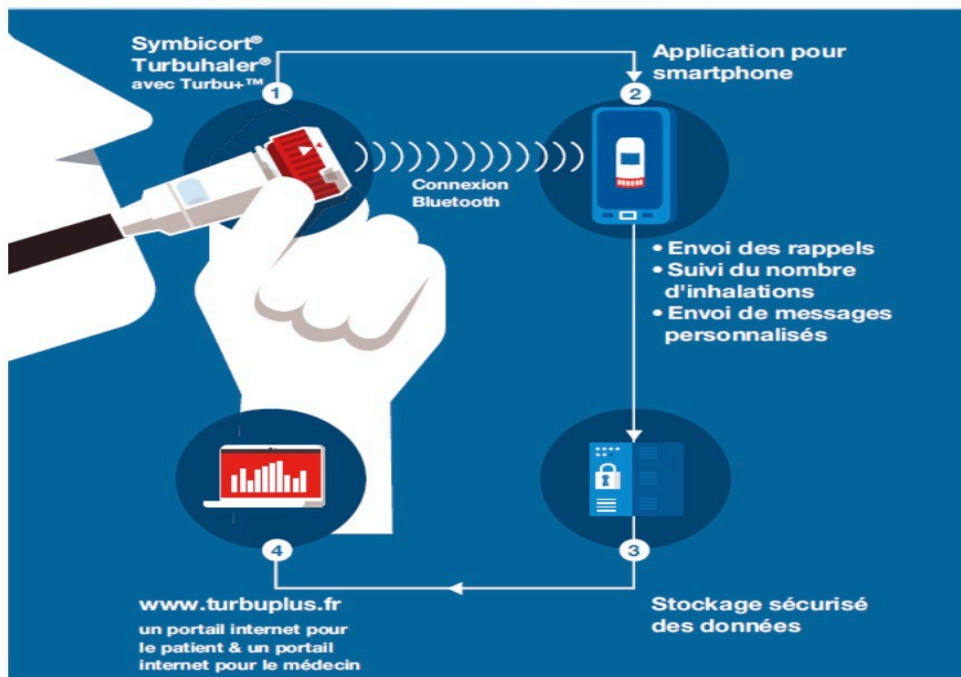 Symbicort®
Turbuhaler®
avec Turbu+™
1
Application pour
smartphone
2
Connexion
Bluetooth
• Envoi des rappels
• Suivi du nombre
d'inhalations
• Envoi de messages
personnalisés
3
Stockage sécurisé
des données
4
www.turbuplus.fr
un portail internet pour
le patient & un portail
internet pour le médecin